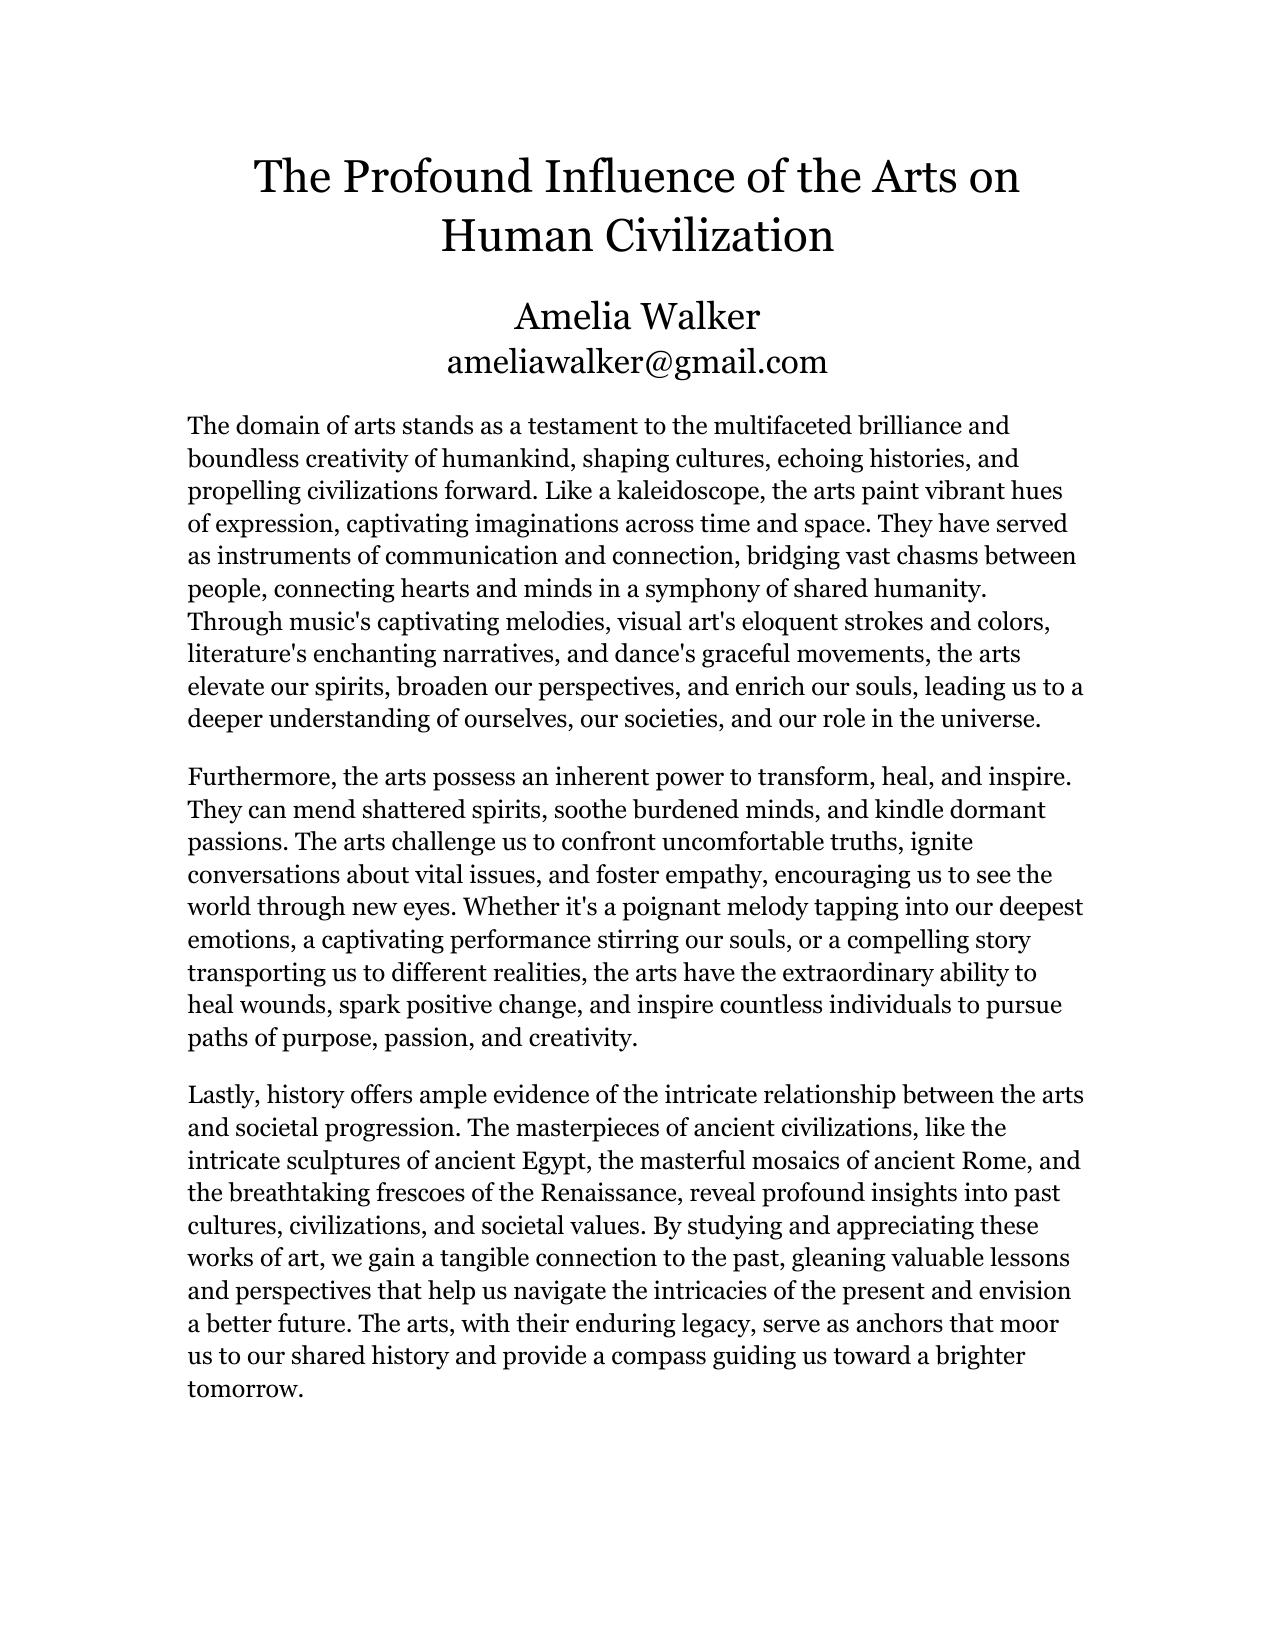 The Profound Influence of the Arts on
Human Civilization
Amelia Walker
ameliawalker@gmail.com
The domain of arts stands as a testament to the multifaceted brilliance and
boundless creativity of humankind, shaping cultures, echoing histories, and
propelling civilizations forward. Like a kaleidoscope, the arts paint vibrant hues
of expression, captivating imaginations across time and space. They have served
as instruments of communication and connection, bridging vast chasms between
people, connecting hearts and minds in a symphony of shared humanity.
Through music's captivating melodies, visual art's eloquent strokes and colors,
literature's enchanting narratives, and dance's graceful movements, the arts
elevate our spirits, broaden our perspectives, and enrich our souls, leading us to a
deeper understanding of ourselves, our societies, and our role in the universe.
Furthermore, the arts possess an inherent power to transform, heal, and inspire.
They can mend shattered spirits, soothe burdened minds, and kindle dormant
passions. The arts challenge us to confront uncomfortable truths, ignite
conversations about vital issues, and foster empathy, encouraging us to see the
world through new eyes. Whether it's a poignant melody tapping into our deepest
emotions, a captivating performance stirring our souls, or a compelling story
transporting us to different realities, the arts have the extraordinary ability to
heal wounds, spark positive change, and inspire countless individuals to pursue
paths of purpose, passion, and creativity.
Lastly, history offers ample evidence of the intricate relationship between the arts
and societal progression. The masterpieces of ancient civilizations, like the
intricate sculptures of ancient Egypt, the masterful mosaics of ancient Rome, and
the breathtaking frescoes of the Renaissance, reveal profound insights into past
cultures, civilizations, and societal values. By studying and appreciating these
works of art, we gain a tangible connection to the past, gleaning valuable lessons
and perspectives that help us navigate the intricacies of the present and envision
a better future. The arts, with their enduring legacy, serve as anchors that moor
us to our shared history and provide a compass guiding us toward a brighter
tomorrow.